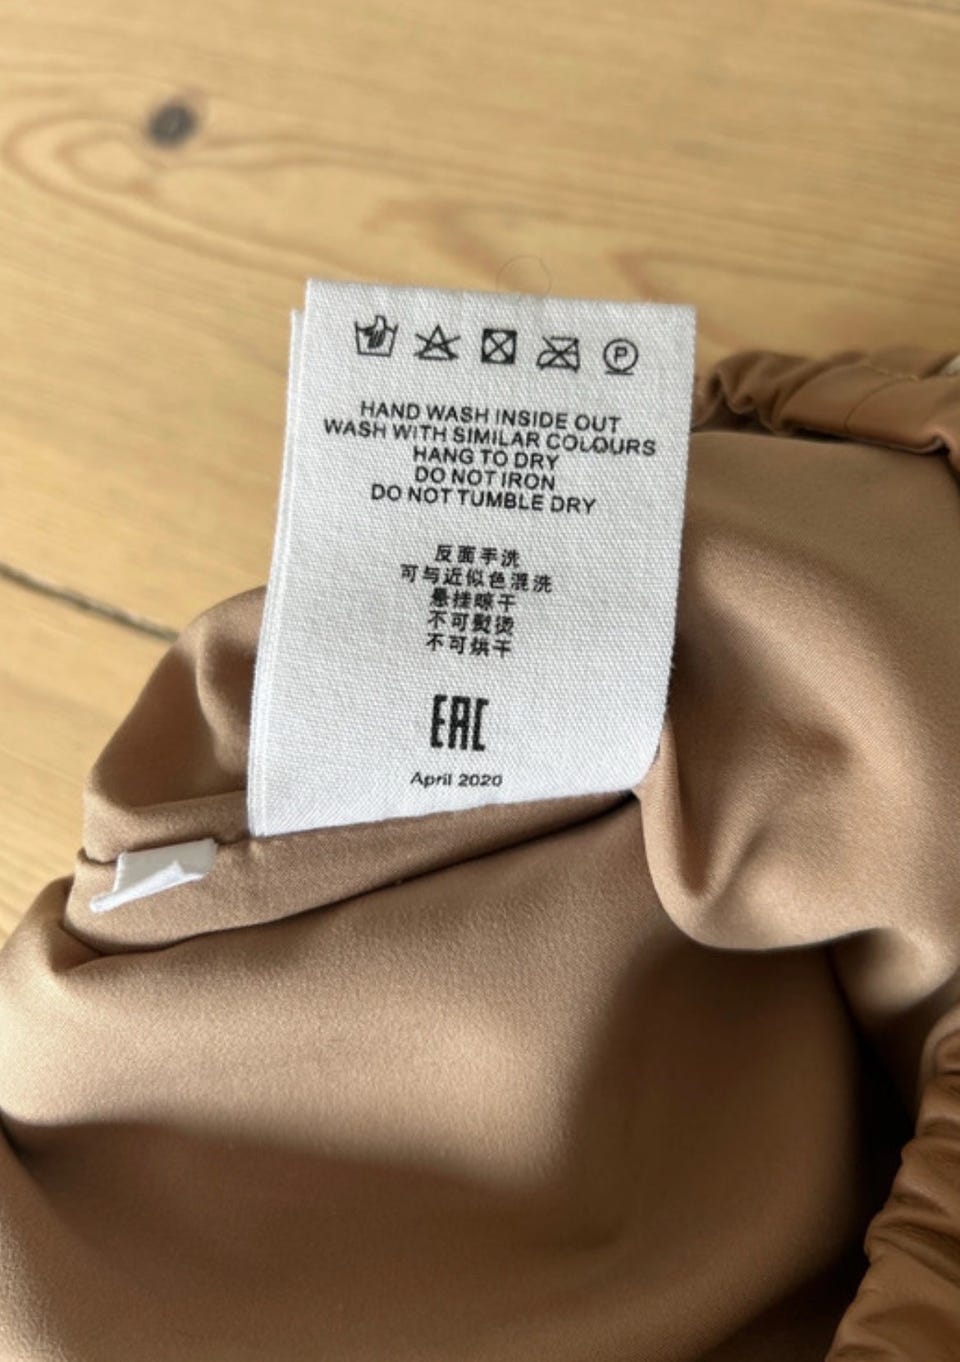 P
HAND WASH INSIDE OUT
WASH WITH SIMILAR COLOURS
HANG TO DRY
DO NOT IRON
DO NOT TUMBLE DRY
反面手洗
可与近似色混洗
悬挂晾干
不可熨烫
不可烘干
EAC
April 2020